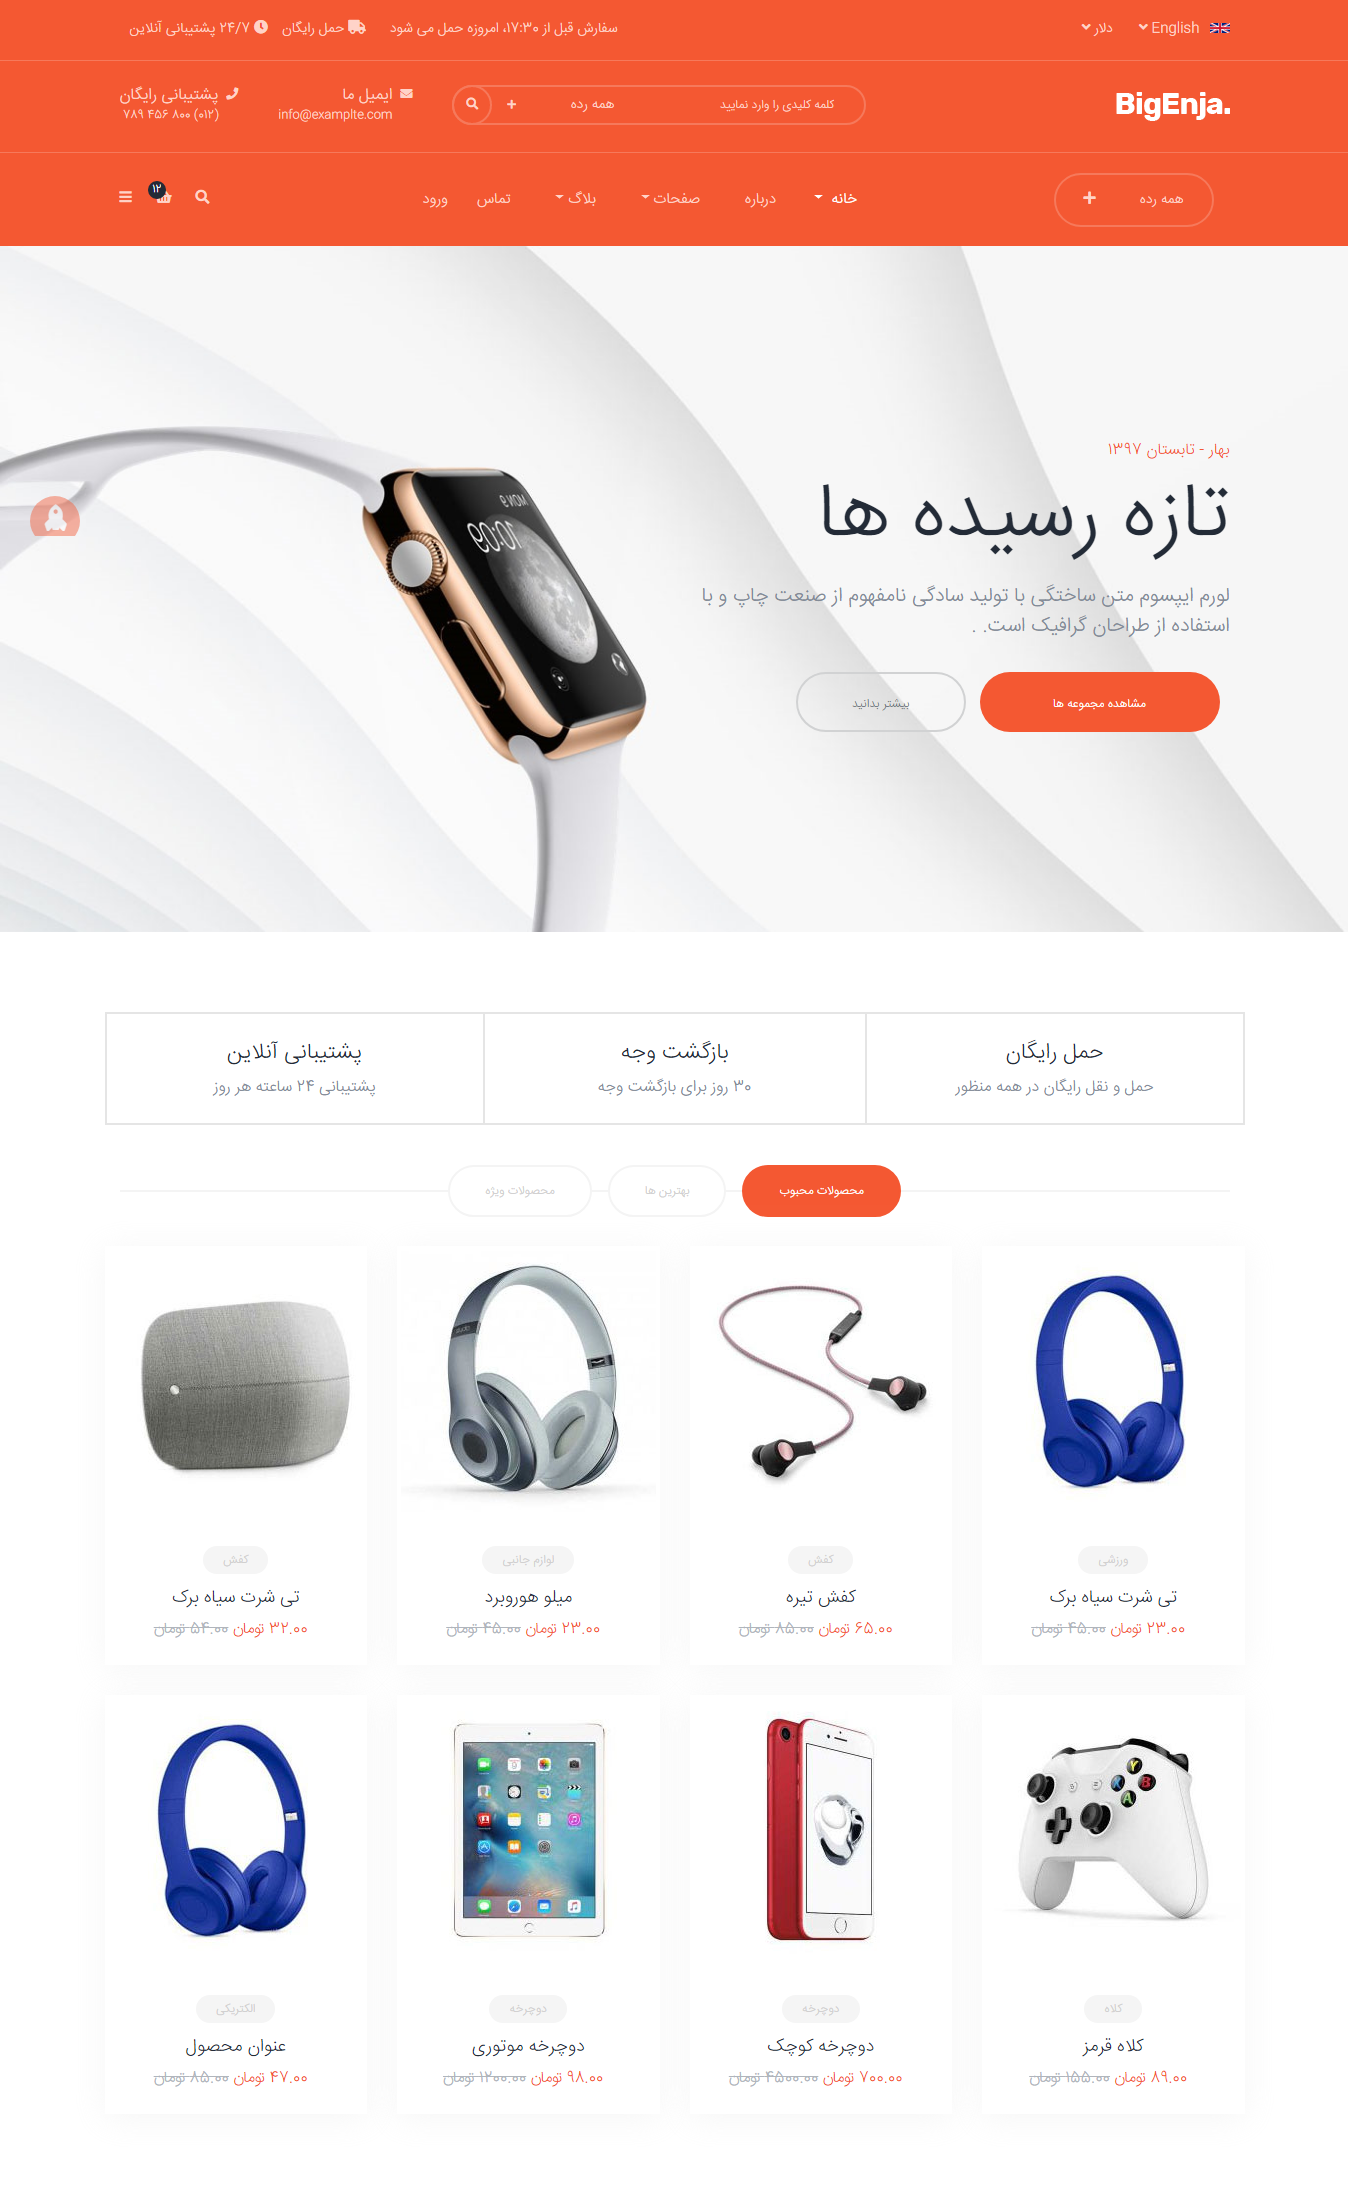 English
دلار
سفارش قبل از ۱۷:۳۰، امروزه حمل می شود
حمل رایگان
۲۴/۷ پشتیبانی آنلاین
BigEnja.
کلمه کلیدی را وارد نمایید
همه رده
ایمیل ما
info@examplte.com
پشتیبانی رایگان
(۰۱۲) ۸۰۰ ۴۵۶ ۷۸۹
همه رده
خانه
درباره
صفحات
بلاگ
تماس
ورود
۱۲
بهار - تابستان ۱۳۹۷
تازه رسیده ها
لورم ایپسوم متن ساختگی با تولید سادگی نامفهوم از صنعت چاپ و با
استفاده از طراحان گرافیک است. .
مشاهده مجموعه ها
بیشتر بدانید
MON 9
10:09
حمل رایگان
حمل و نقل رایگان در همه منظور
بازگشت وجه
۳۰ روز برای بازگشت وجه
پشتیبانی آنلاین
پشتیبانی ۲۴ ساعته هر روز
محصولات محبوب
بهترین ها
محصولات ویژه
ورزشی
تی شرت سیاه برک
۲۳.۰۰ تومان ۴۵.۰۰ تومان
کفش
کفش تیره
۶۵.۰۰ تومان ۸۵.۰۰ تومان
studio
لوازم جانبی
میلو هوروبرد
۲۳.۰۰ تومان ۴۵.۰۰ تومان
کفش
تی شرت سیاه برک
۳۲.۰۰ تومان ۵۴.۰۰ تومان
Y
X
B
A
کلاه
کلاه قرمز
۸۹.۰۰ تومان ۱۵۵.۰۰ تومان
دوچرخه
دوچرخه کوچک
۷۰۰.۰۰ تومان ۴۵۰۰.۰۰ تومان
دوچرخه
دوچرخه موتوری
۹۸.۰۰ تومان ۱۲۰۰.۰۰ تومان
الکتریکی
عنوان محصول
۴۷.۰۰ تومان ۸۵.۰۰ تومان